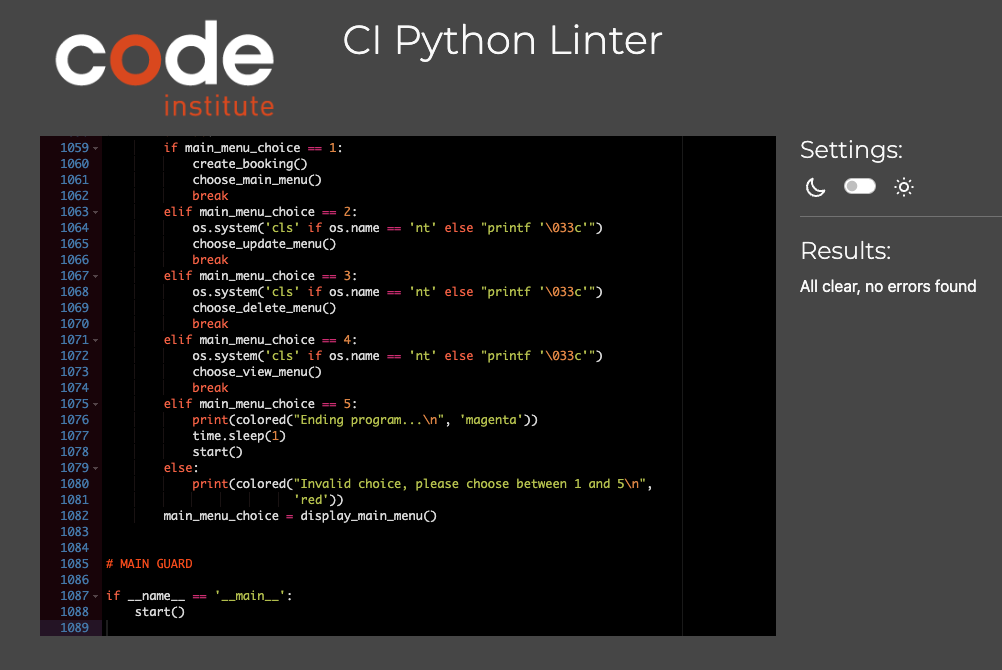 code
institute
CI Python Linter
1059 if main_menu_choice == 1:
1060 create_booking()
1061 choose_main_menu()
1062 break
1063 elif main_menu_choice == 2:
1064 os.system('cls' if os.name == 'nt' else "printf '\033c'")
1065 choose_update_menu()
1066 break
1067 elif main_menu_choice == 3:
1068 os.system('cls' if os.name == 'nt' else "printf '\033c'")
1069 choose_delete_menu()
1070 break
1071 elif main_menu_choice == 4:
1072 os.system('cls' if os.name == 'nt' else "printf '\033c'")
1073 choose_view_menu()
1074 break
1075 elif main_menu_choice == 5:
1076 print(colored("Ending program...\n", 'magenta'))
1077 time.sleep(1)
1078 start()
1079 else:
1080 print(colored("Invalid choice, please choose between 1 and 5\n",
1081 'red'))
1082 main_menu_choice = display_main_menu()
1083
1084
1085 # MAIN GUARD
1086
1087 if __name__ == '__main__':
1088 start()
1089
Settings:
Results:
All clear, no errors found